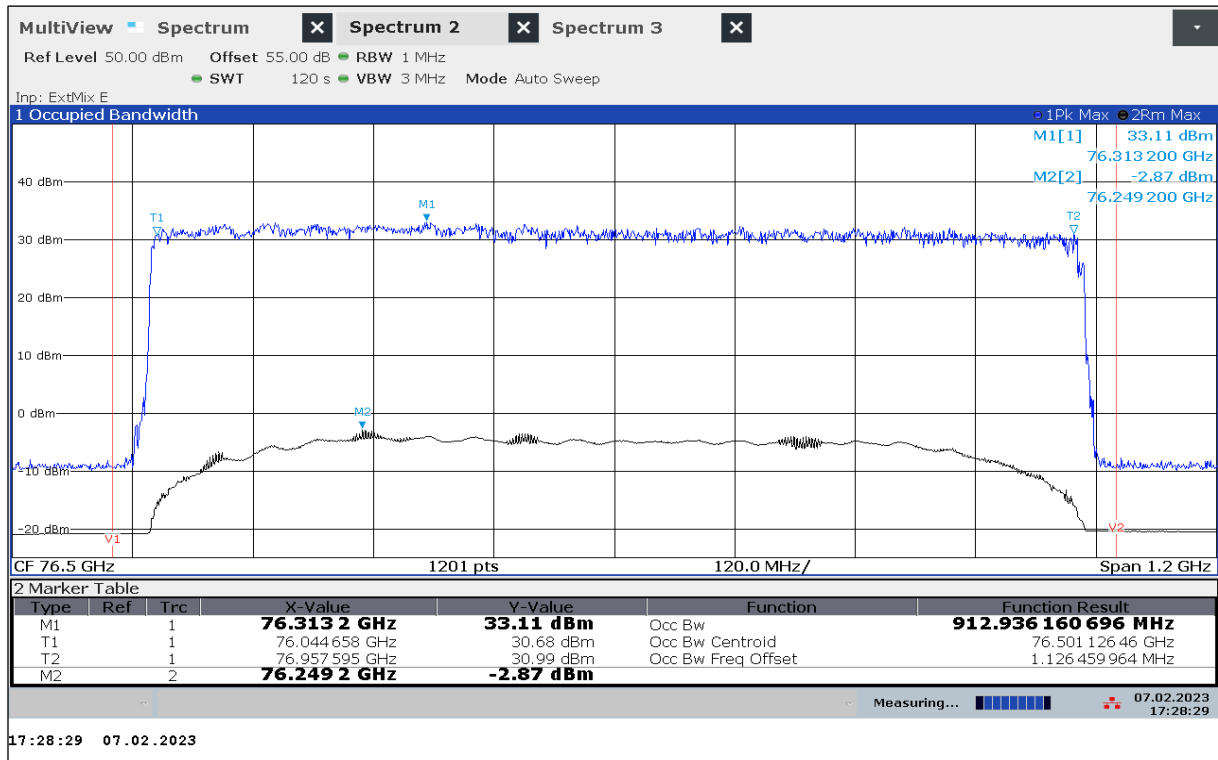 MultiView Spectrum X Spectrum 2 X Spectrum 3 X
Ref Level 50.00 dBm Offset 55.00 dB RBW 1 MHz
SWT 120 s VBW 3 MHz Mode Auto Sweep
Inp: ExtMix E
1 Occupied Bandwidth 1Pk Max 2Rm Max
M1[1] 33.11 dBm
76.313 200 GHz
M2[2] -2.87 dBm
76.249 200 GHz
40 dBm
M1
T1
T2
30 dBm
20 dBm
10 dBm
0 dBm
M2
-10 dBm
-20 dBm
V1
V2
CF 76.5 GHz 1201 pts 120.0 MHz/ Span 1.2 GHz
2 Marker Table
Type Ref Trc X-Value Y-Value Function Function Result
M1 1 76.313 2 GHz 33.11 dBm Occ Bw 912.936 160 696 MHz
T1 1 76.044 658 GHz 30.68 dBm Occ Bw Centroid 76.501 126 46 GHz
T2 1 76.957 595 GHz 30.99 dBm Occ Bw Freq Offset 1.126 459 964 MHz
M2 2 76.249 2 GHz -2.87 dBm
Measuring... 07.02.2023
17:28:29
17:28:29 07.02.2023